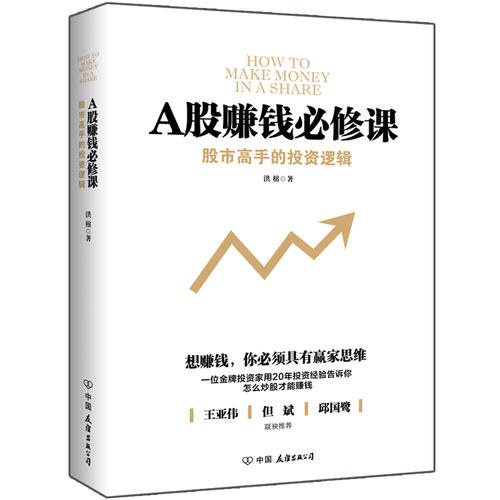 HOW TO
MAKE MONEY
IN A SHARE
A股赚钱必修课
股市高手的投资逻辑
洪榕◎著
想赚钱，你必须具有赢家思维
一位金牌投资家用20年投资经验告诉你
怎么炒股才能赚钱
王亚伟 但 斌 邱国鹭
联袂推荐
中国友谊出版公司
A股赚钱必修课
股市高手的投资逻辑
洪榕◎著
中国友谊出版公司